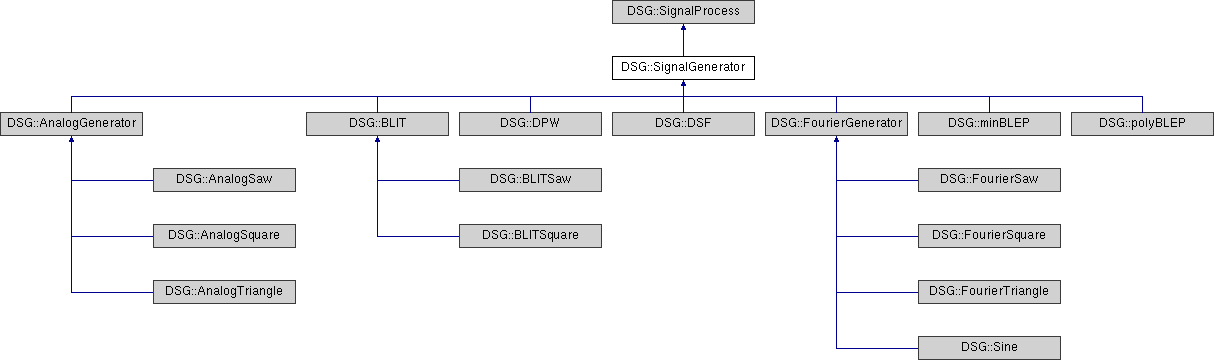 DSG::SignalProcess
DSG::SignalGenerator
DSG::AnalogGenerator
DSG::BLIT
DSG::DPW
DSG::DSF
DSG::FourierGenerator
DSG::minBLEP
DSG::polyBLEP
DSG::AnalogSaw
DSG::BLITSaw
DSG::FourierSaw
DSG::AnalogSquare
DSG::BLITSquare
DSG::FourierSquare
DSG::AnalogTriangle
DSG::FourierTriangle
DSG::Sine